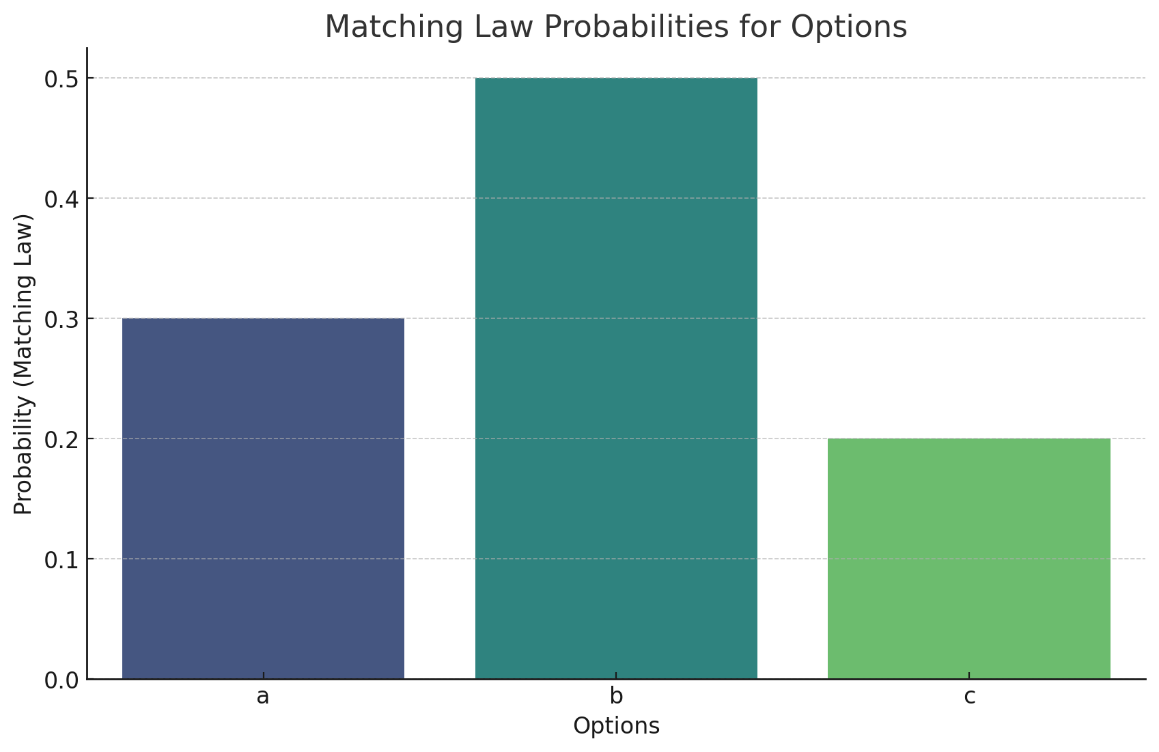 Matching Law Probabilities for Options
Probability (Matching Law)
0.5
0.4
0.3
0.2
0.1
0.0
a
b
c
Options